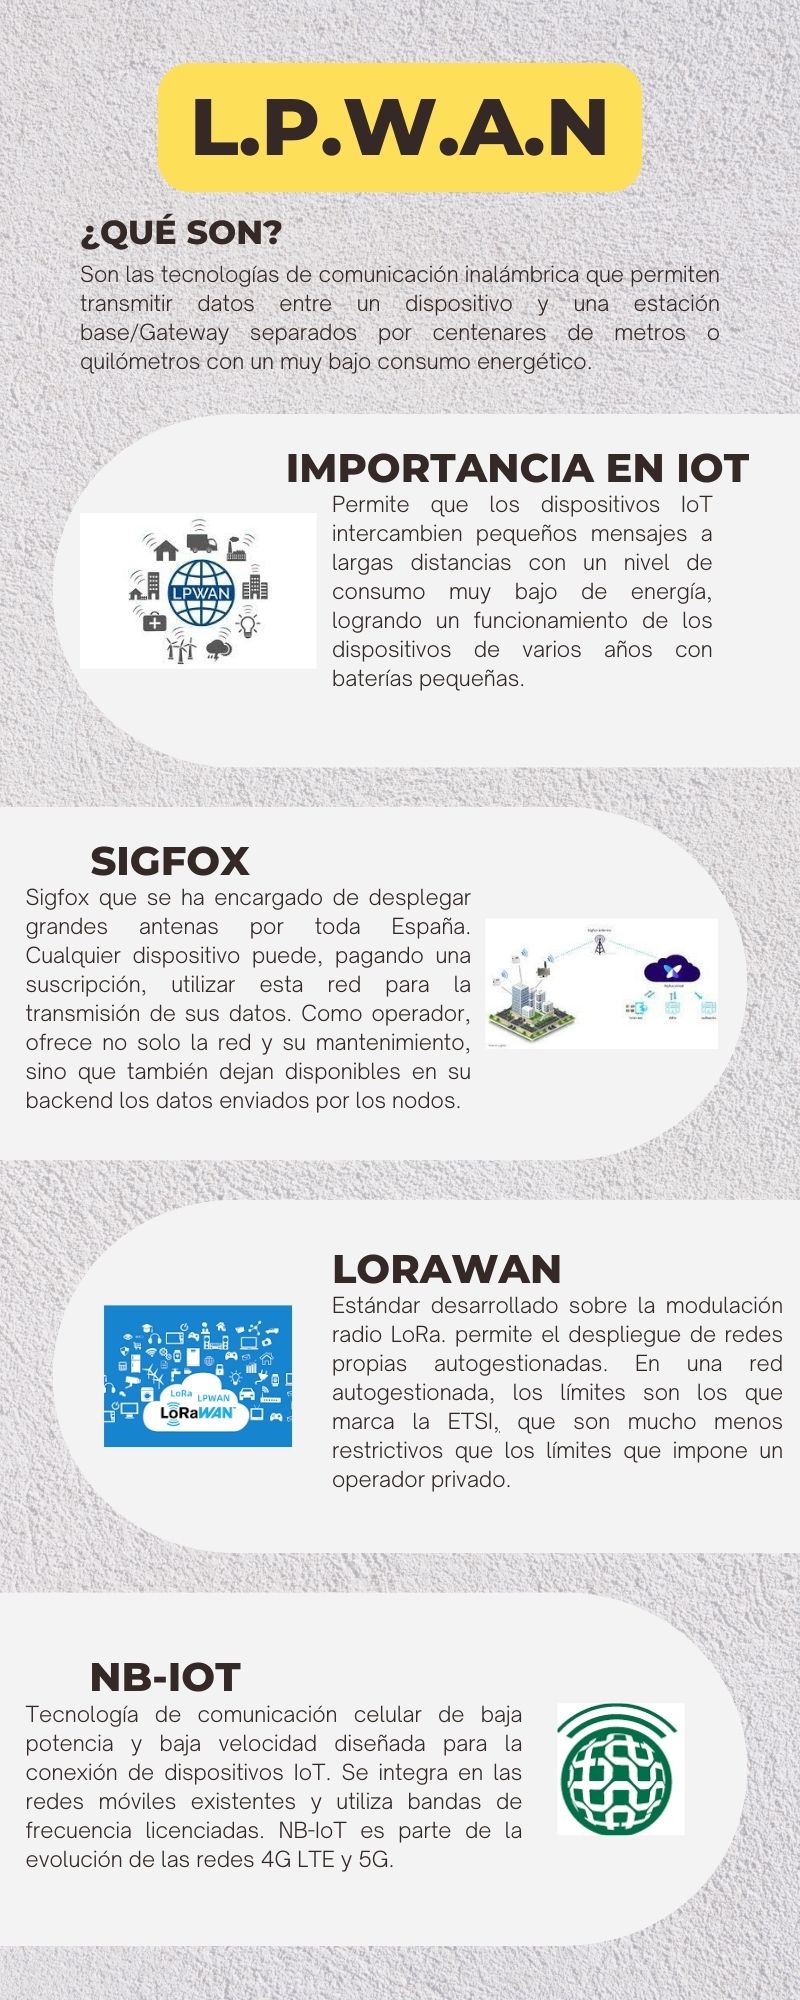 L.P.W.A.N
¿QUÉ SON?
Son las tecnologías de comunicación inalámbrica que permiten
transmitir datos entre un dispositivo y una estación
base/Gateway separados por centenares de metros o
quilómetros con un muy bajo consumo energético.
IMPORTANCIA EN IOT
Permite que los dispositivos IoT
intercambien pequeños mensajes a
largas distancias con un nivel de
consumo muy bajo de energía,
logrando un funcionamiento de los
dispositivos de varios años con
baterías pequeñas.
LPWAN
SIGFOX
Sigfox que se ha encargado de desplegar
grandes antenas por toda España.
Cualquier dispositivo puede, pagando una
suscripción, utilizar esta red para la
transmisión de sus datos. Como operador,
ofrece no solo la red y su mantenimiento,
sino que también dejan disponibles en su
backend los datos enviados por los nodos.
LORAWAN
Estándar desarrollado sobre la modulación
radio LoRa. permite el despliegue de redes
propias autogestionadas. En una red
autogestionada, los límites son los que
marca la ETSI, que son mucho menos
restrictivos que los límites que impone un
operador privado.
LoRa LPWAN
LoRaWAN
NB-IOT
Tecnología de comunicación celular de baja
potencia y baja velocidad diseñada para la
conexión de dispositivos IoT. Se integra en las
redes móviles existentes y utiliza bandas de
frecuencia licenciadas. NB-IoT es parte de la
evolución de las redes 4G LTE y 5G.